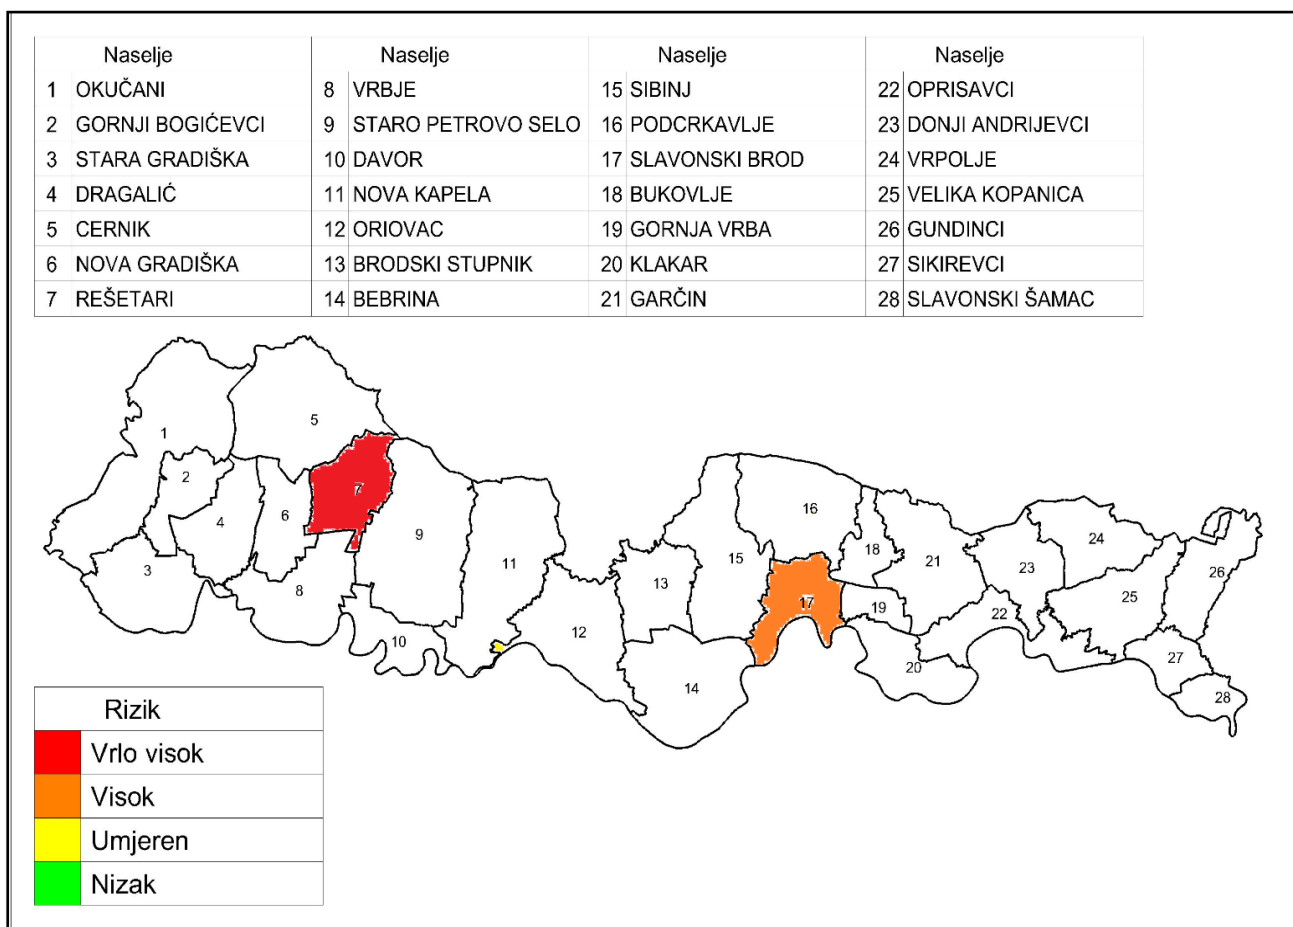 Naselje Naselje Naselje Naselje
1 OKUČANI 8 VRBJE 15 SIBINJ 22 OPRISAVCI
2 GORNJI BOGIĆEVCI 9 STARO PETROVO SELO 16 PODCRKAVLJE 23 DONJI ANDRIJEVCI
3 STARA GRADIŠKA 10 DAVOR 17 SLAVONSKI BROD 24 VRPOLJE
4 DRAGALIĆ 11 NOVA KAPELA 18 BUKOVLJE 25 VELIKA KOPANICA
5 CERNIK 12 ORIOVAC 19 GORNJA VRBA 26 GUNDINCI
6 NOVA GRADIŠKA 13 BRODSKI STUPNIK 20 KLAKAR 27 SIKIREVCI
7 REŠETARI 14 BEBRINA 21 GARČIN 28 SLAVONSKI ŠAMAC
5
1
2
7
16
4
6
9
24
18
11
15
21
3
13
23
26
8
25
17
19
22
12
10
27
20
14
28
Rizik
Vrlo visok
Visok
Umjeren
Nizak